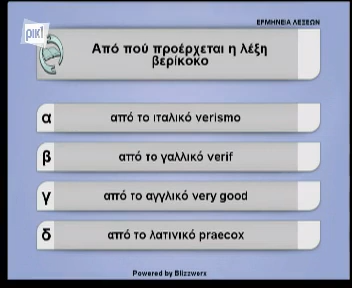 ΕΡΜΗΝΕΙΑ ΛΕΞΕΩΝ
ρικ1
Από πού προέρχεται η λέξη
βερίκοκο
α από το ιταλικό verismo
β από το γαλλικό verif
γ από το αγγλικό very good
δ από το λατινικό praecox
Powered by Blizzwerx